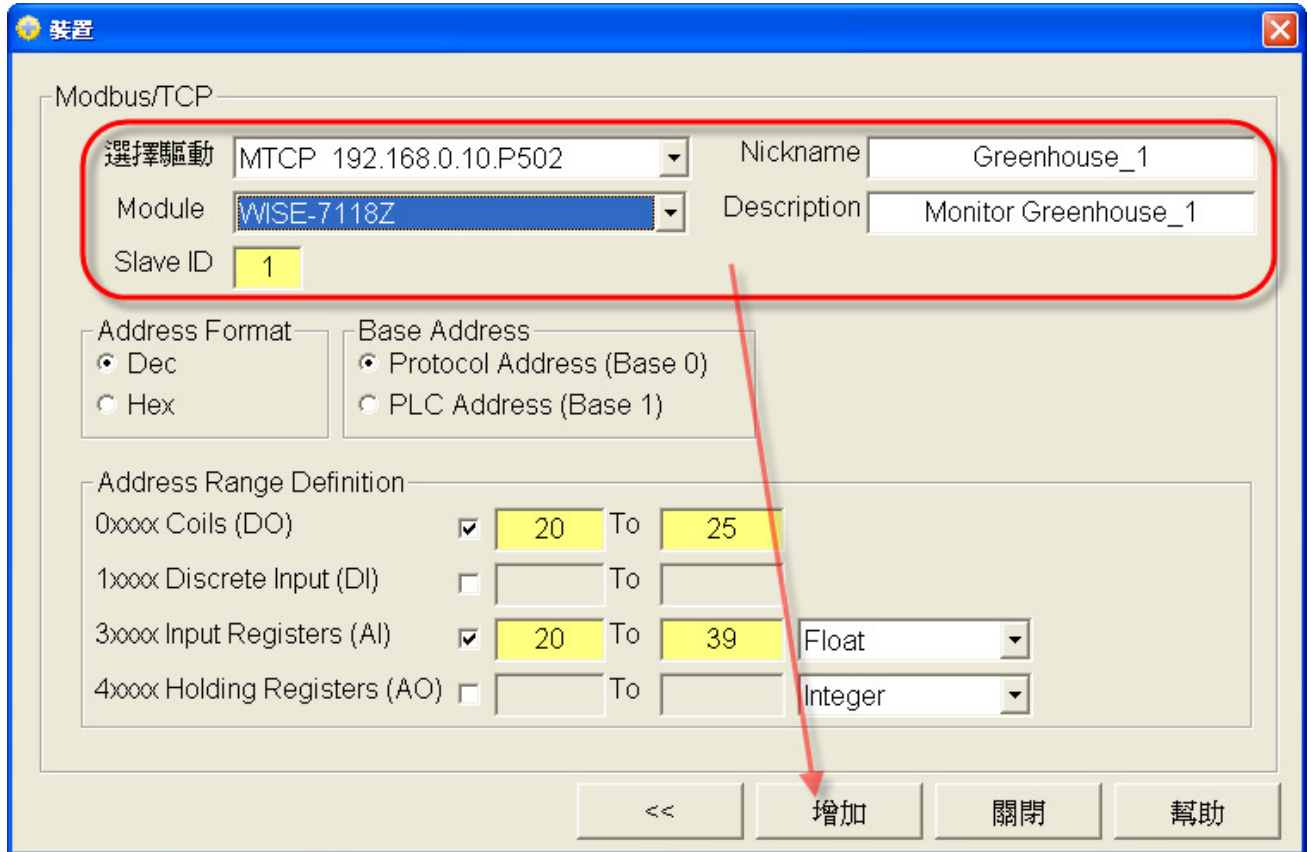 裝置
Modbus/TCP
選擇驅動 MTCP 192.168.0.10.P502 Nickname Greenhouse_1
Module WISE-7118Z Description Monitor Greenhouse_1
Slave ID 1
Address Format Base Address
Dec Protocol Address (Base 0)
Hex PLC Address (Base 1)
Address Range Definition
0xxxx Coils (DO) 20 To 25
1xxxx Discrete Input (DI) To
3xxxx Input Registers (AI) 20 To 39 Float
4xxxx Holding Registers (AO) To Integer
<< 增加 關閉 幫助